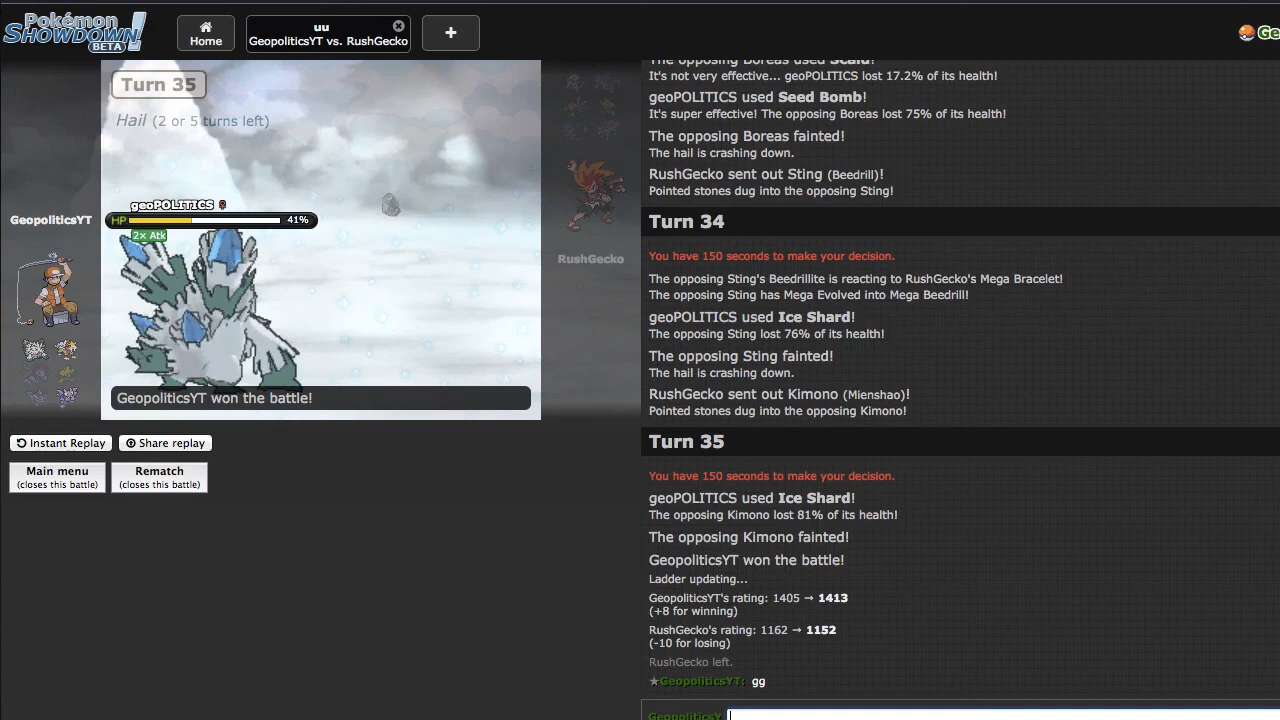 Pokémon
SHOWDOWN!
BETA
Home
uu
GeopoliticsYT vs. RushGecko
+
Ge
Turn 35
Hail (2 or 5 turns left)
geoPOLITICS
HP 41%
2× Atk
GeopoliticsYT
RushGecko
GeopoliticsYT won the battle!
Instant Replay
Share replay
Main menu
(closes this battle)
Rematch
(closes this battle)
The opposing Boreas used Scald!
It's not very effective... geoPOLITICS lost 17.2% of its health!
geoPOLITICS used Seed Bomb!
It's super effective! The opposing Boreas lost 75% of its health!
The opposing Boreas fainted!
The hail is crashing down.
RushGecko sent out Sting (Beedrill)!
Pointed stones dug into the opposing Sting!
Turn 34
You have 150 seconds to make your decision.
The opposing Sting's Beedrillite is reacting to RushGecko's Mega Bracelet!
The opposing Sting has Mega Evolved into Mega Beedrill!
geoPOLITICS used Ice Shard!
The opposing Sting lost 76% of its health!
The opposing Sting fainted!
The hail is crashing down.
RushGecko sent out Kimono (Mienshao)!
Pointed stones dug into the opposing Kimono!
Turn 35
You have 150 seconds to make your decision.
geoPOLITICS used Ice Shard!
The opposing Kimono lost 81% of its health!
The opposing Kimono fainted!
GeopoliticsYT won the battle!
Ladder updating...
GeopoliticsYT's rating: 1405 → 1413
(+8 for winning)
RushGecko's rating: 1162 → 1152
(-10 for losing)
RushGecko left.
★GeopoliticsYT: gg
GeopoliticsY